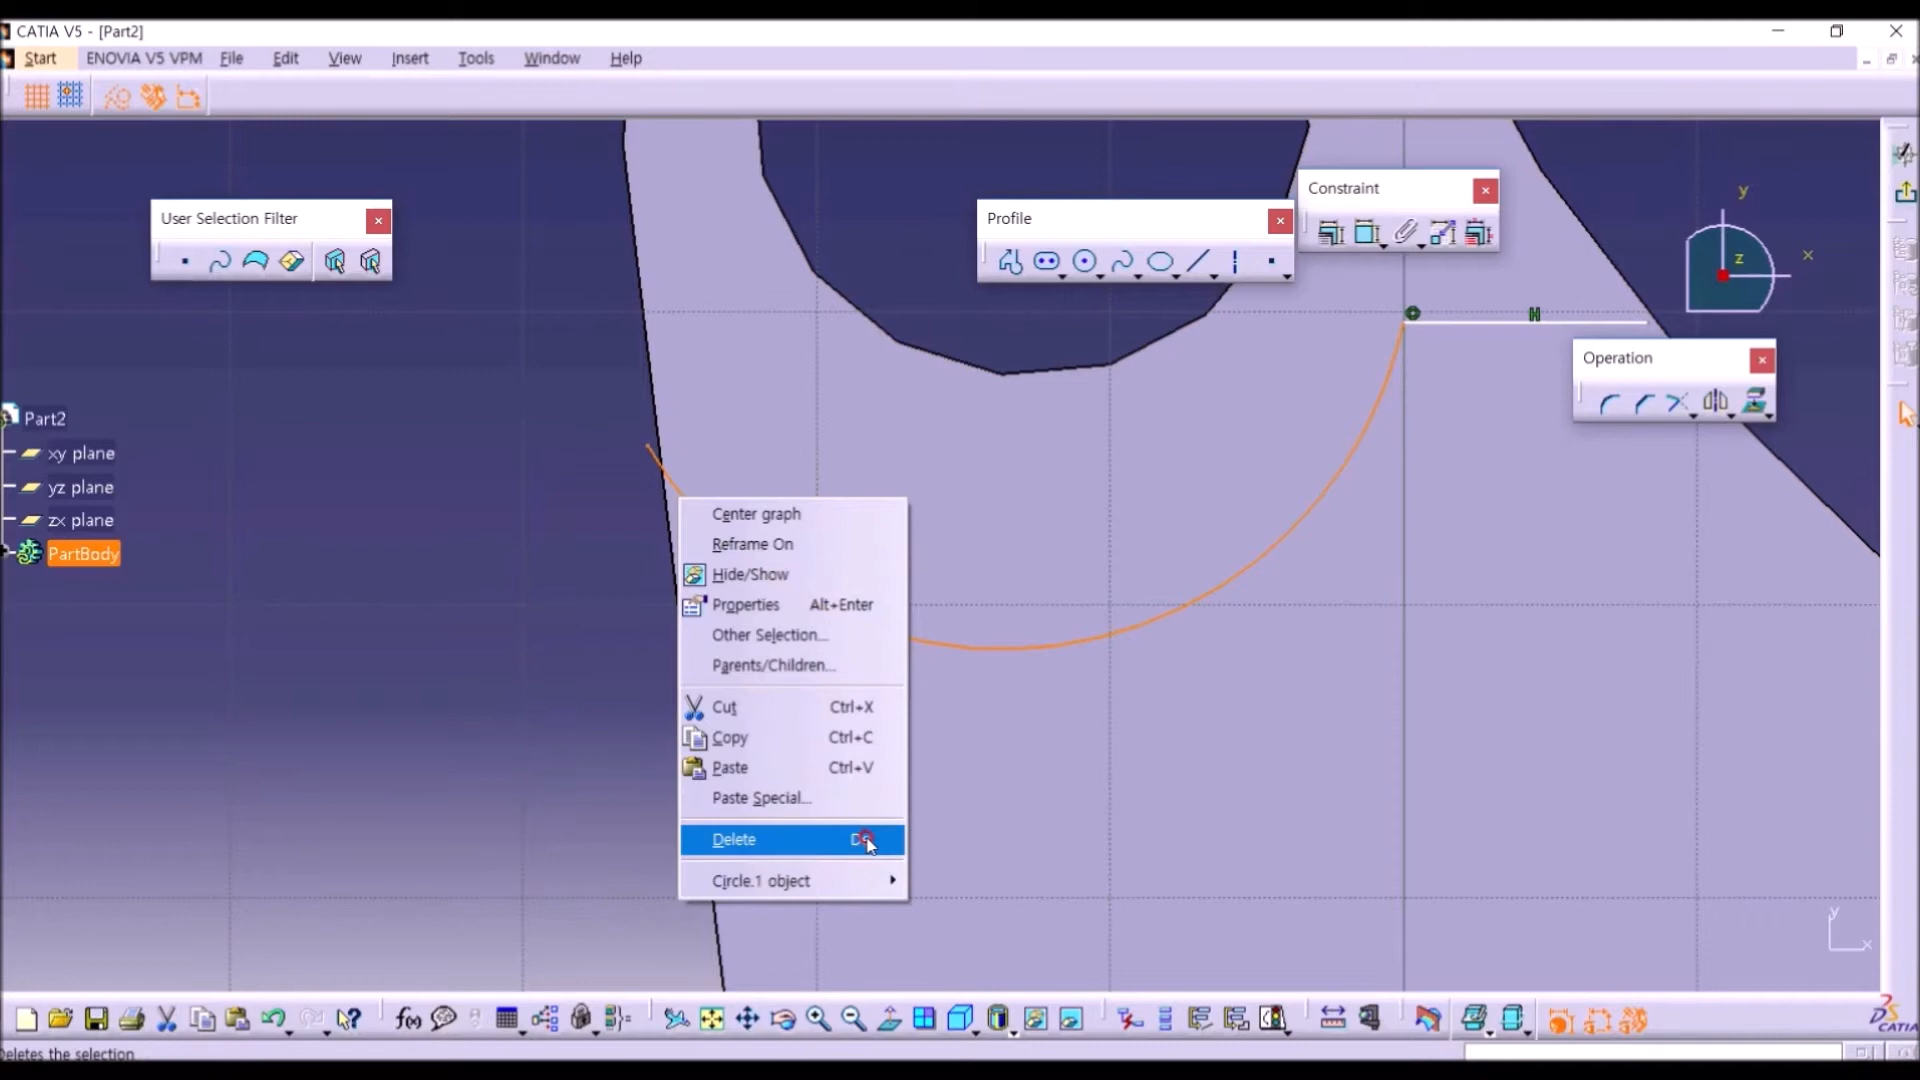 CATIA V5 - [Part2]
Start ENOVIA V5 VPM File Edit View Insert Tools Window Help
Constraint
User Selection Filter
Profile
y
x
z
H
Operation
Part2
xy plane
yz plane
zx plane
PartBody
Center graph
Reframe On
Hide/Show
Properties Alt+Enter
Other Selection...
Parents/Children...
Cut Ctrl+X
Copy Ctrl+C
Paste Ctrl+V
Paste Special...
Delete
Circle.1 object
y
x
f(x)
CATIA
Deletes the selection